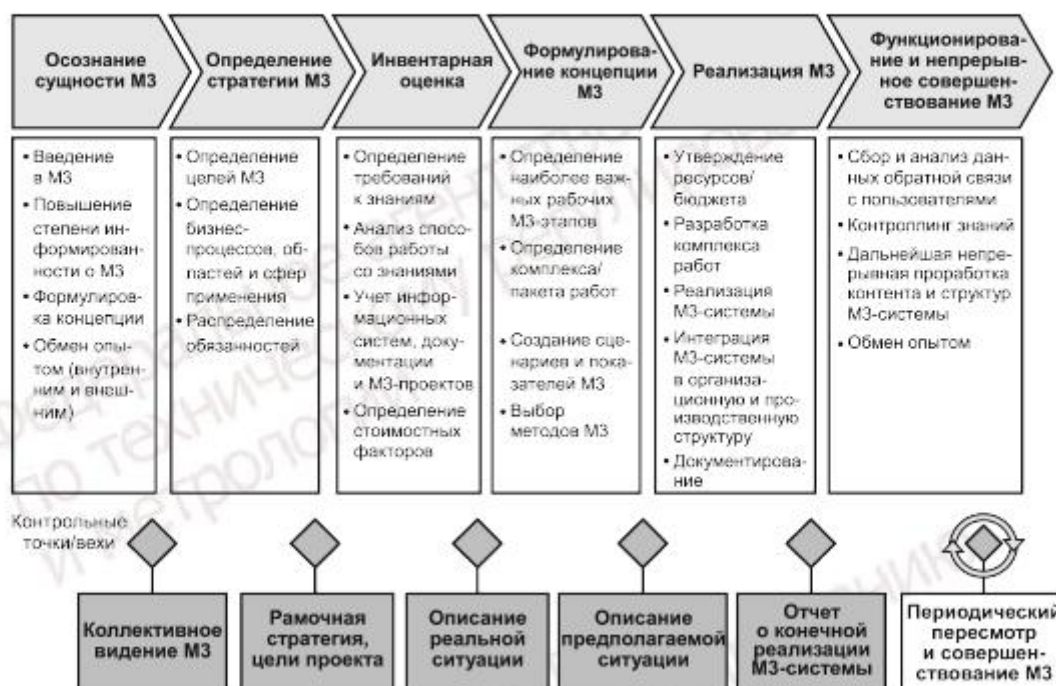 Осознание
сущности МЗ
Определение
стратегии МЗ
Инвентарная
оценка
Формулирова-
ние концепции
МЗ
Реализация МЗ
Функционирова-
ние и непрерыв-
ное совершен-
ствование МЗ
• Введение
в МЗ
• Повышение
степени ин-
формирован-
ности о МЗ
• Формулиров-
ка концепции
• Обмен опы-
том (внутрен-
ним и внеш-
ним)
• Определение
целей МЗ
• Определение
бизнес-
процессов, об-
ластей и сфер
применения
• Распределение
обязанностей
• Определение
требований
к знаниям
• Анализ спосо-
бов работы
со знаниями
• Учет инфор-
мационных
систем, доку-
ментации
и МЗ-проектов
• Определение
стоимостных
факторов
• Определение
наиболее важ-
ных рабочих
МЗ-этапов
• Определение
комплекса/
пакета работ
• Создание сце-
нариев и пока-
зателей МЗ
• Выбор
методов МЗ
• Утверждение
ресурсов/
бюджета
• Разработка
комплекса
работ
• Реализация
МЗ-системы
• Интеграция
МЗ-системы
в организа-
ционную и про-
изводственную
структуру
• Документирова-
ние
• Сбор и анализ дан-
ных обратной связи
с пользователями
• Контроллинг знаний
• Дальнейшая непре-
рывная проработка
контента и структур
МЗ-системы
• Обмен опытом
Контрольные
точки/вехи
Коллективное
видение МЗ
Рамочная
стратегия,
цели проекта
Описание
реальной
ситуации
Описание
предполагаемой
ситуации
Отчет
о конечной
реализации
МЗ-системы
Периодический
пересмотр
и совершен-
ствование МЗ
по техническому регулирова
и метрологии